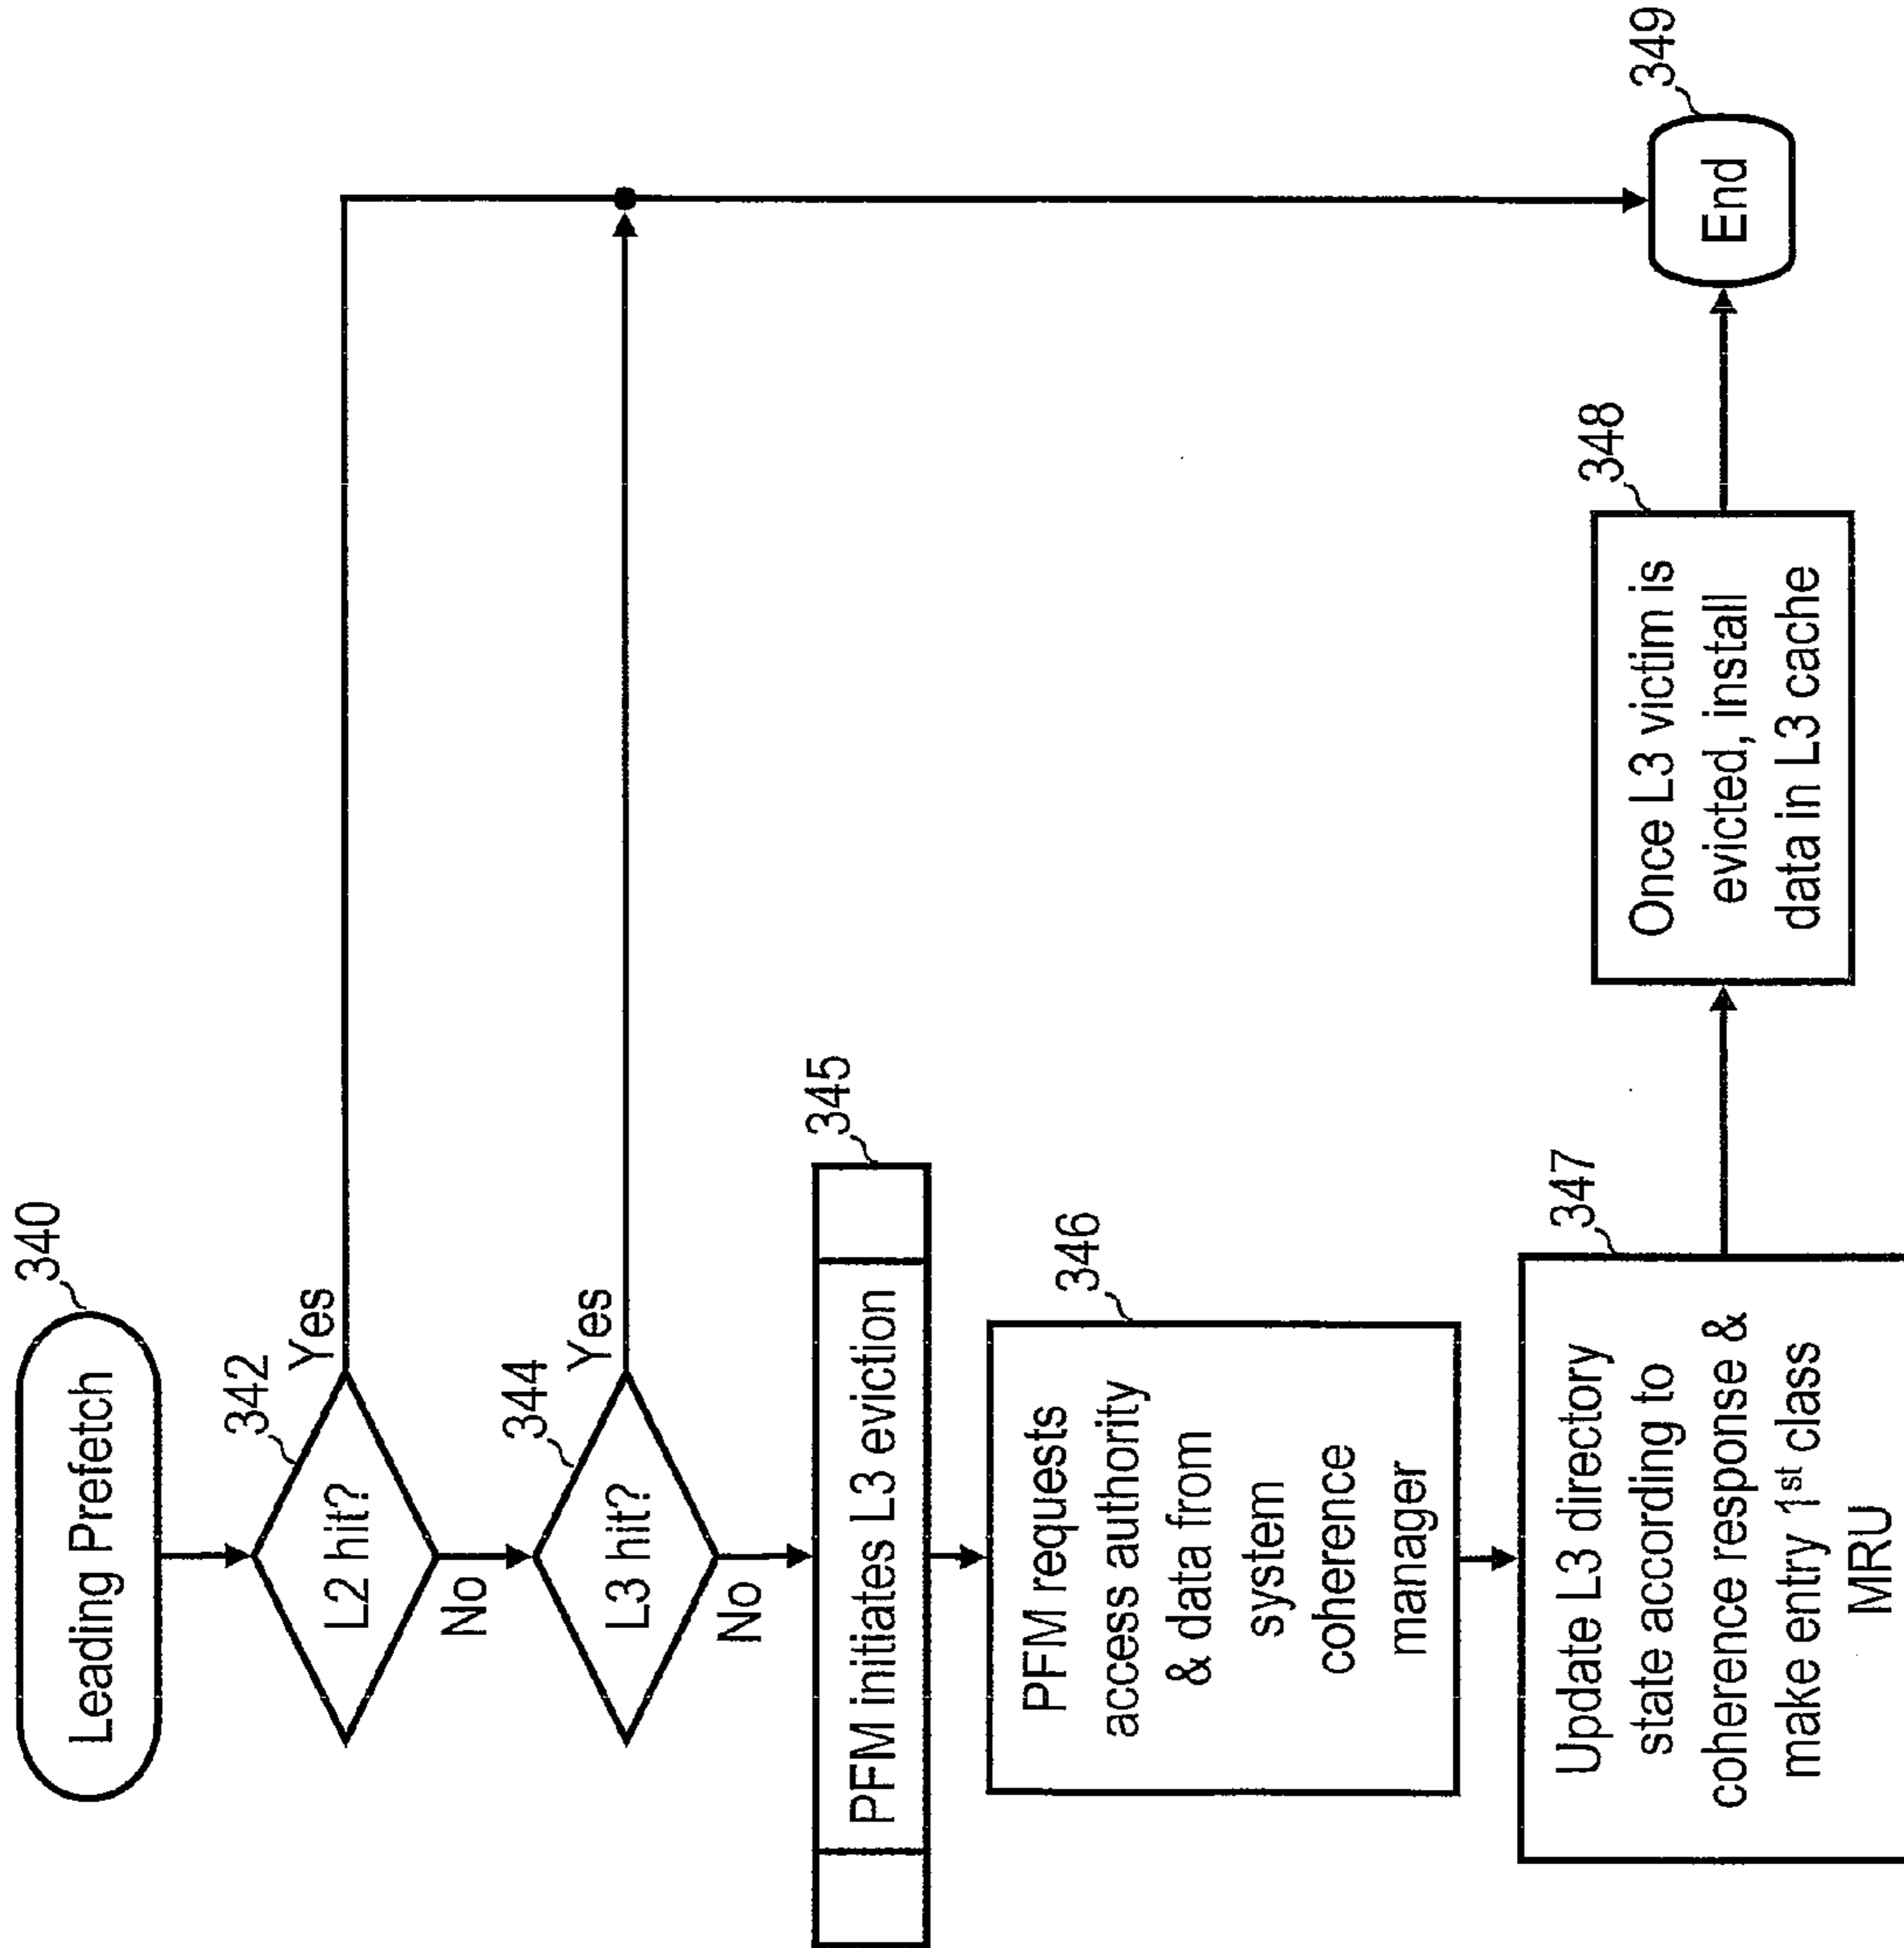 Leading Prefetch
340
L2 hit?
342
Yes
No
L3 hit?
344
Yes
No
PFM initiates L3 eviction
345
PFM requests
access authority
& data from
system
coherence
manager
346
Update L3 directory
state according to
coherence response &
make entry 1st class
MRU
347
Once L3 victim is
evicted, install
data in L3 cache
348
End
349